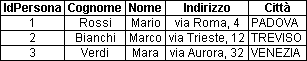 IdPersona Cognome Nome Indirizzo Città
1 Rossi Mario via Roma, 4 PADOVA
2 Bianchi Marco via Trieste, 12 TREVISO
3 Verdi Mara via Aurora, 32 VENEZIA